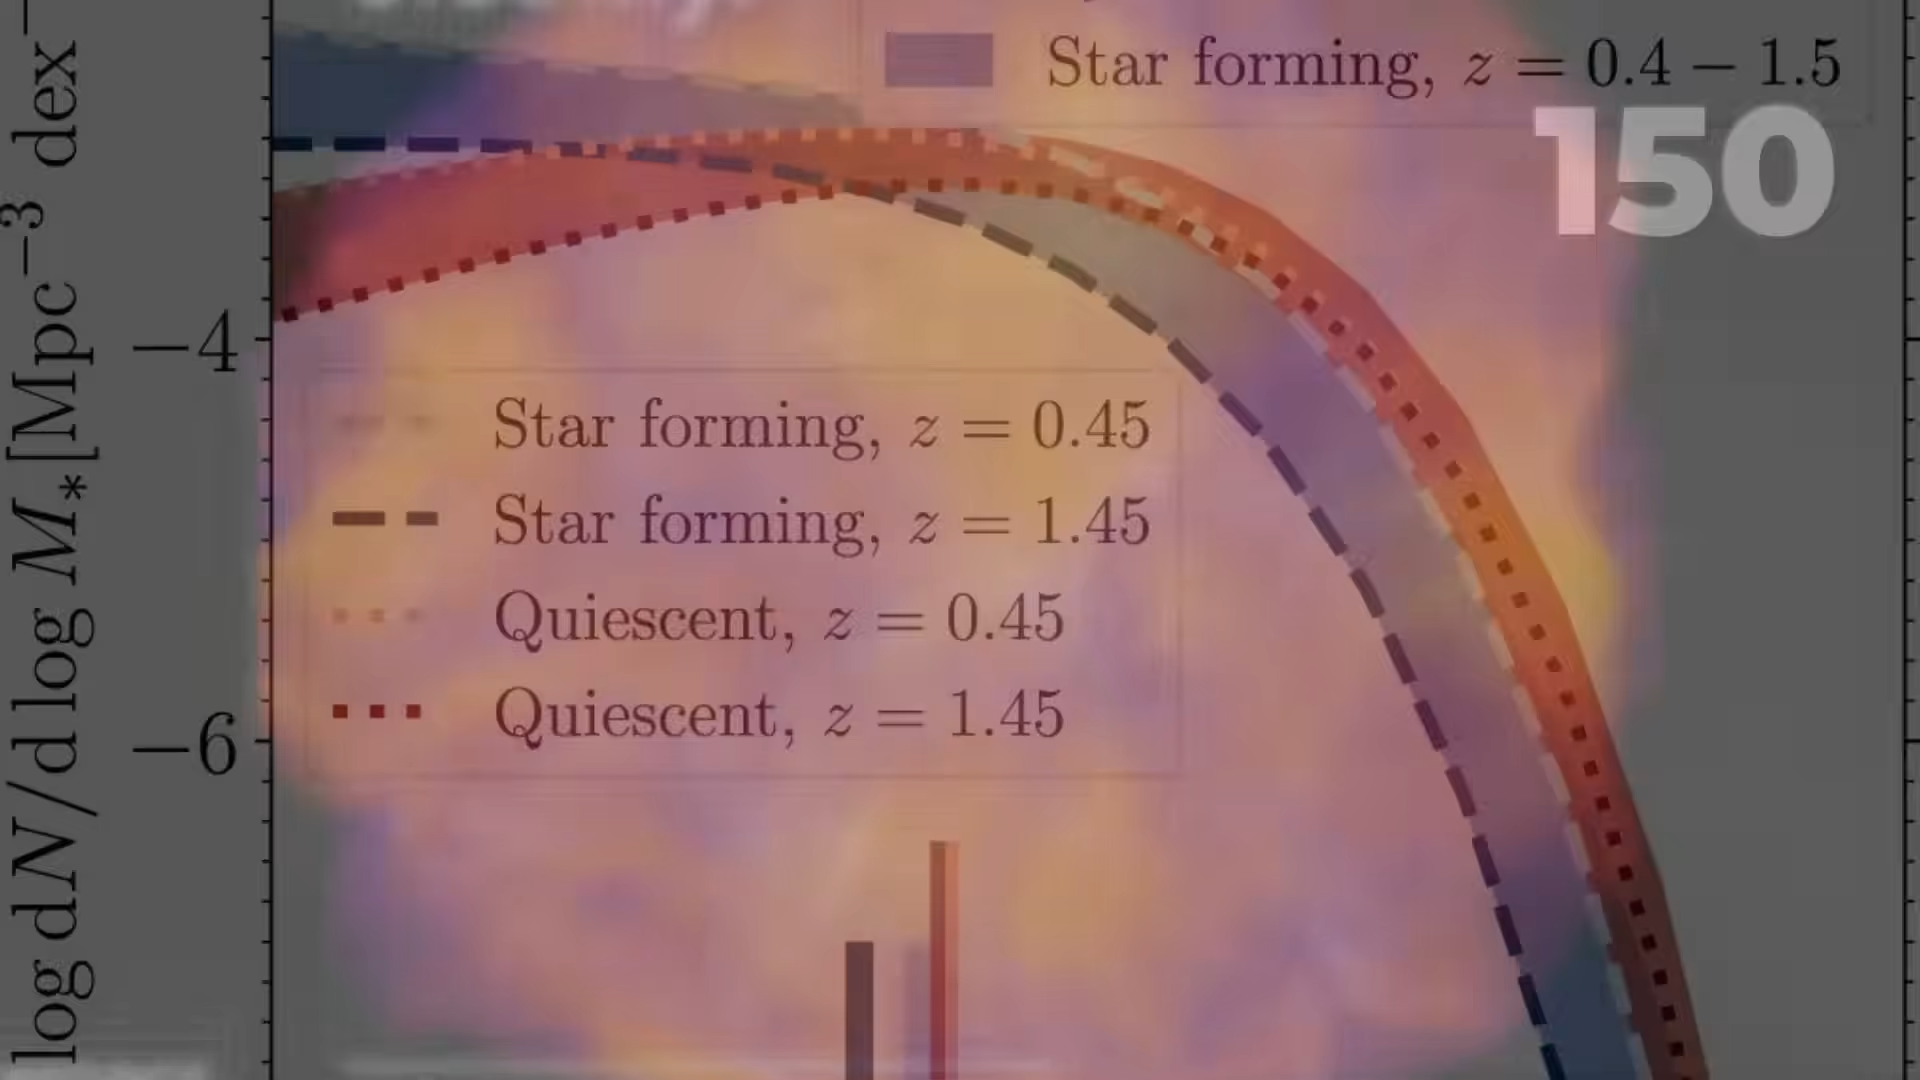 Star forming, z = 0.4 − 1.5
150
log dN/d log M∗[Mpc⁻³ dex⁻
−4
Star forming, z = 0.45
Star forming, z = 1.45
Quiescent, z = 0.45
Quiescent, z = 1.45
−6